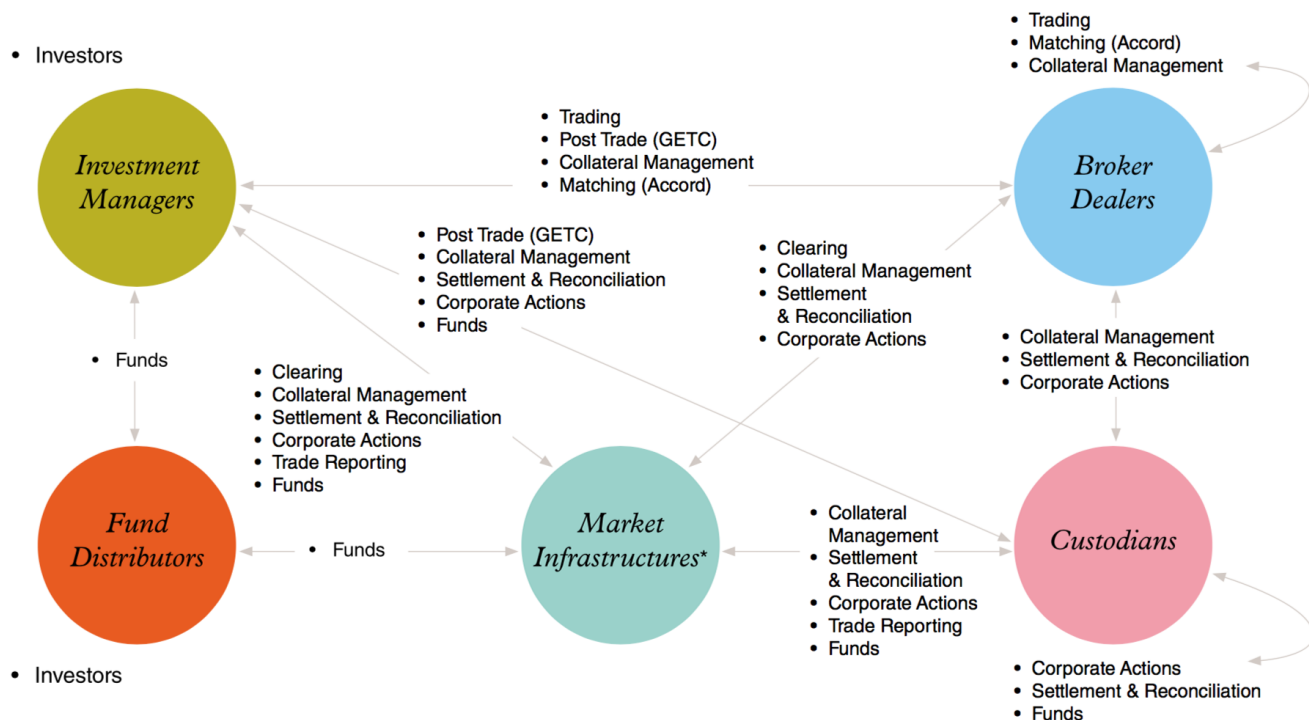 • Investors
Investment
Managers
• Trading
• Post Trade (GETC)
• Collateral Management
• Matching (Accord)
• Trading
• Matching (Accord)
• Collateral Management
Broker
Dealers
• Post Trade (GETC)
• Collateral Management
• Settlement & Reconciliation
• Corporate Actions
• Funds
• Clearing
• Collateral Management
• Settlement
& Reconciliation
• Corporate Actions
• Funds
• Clearing
• Collateral Management
• Settlement & Reconciliation
• Corporate Actions
• Trade Reporting
• Funds
• Collateral Management
• Settlement & Reconciliation
• Corporate Actions
Fund
Distributors
• Funds
Market
Infrastructures*
• Collateral
Management
• Settlement
& Reconciliation
• Corporate Actions
• Trade Reporting
• Funds
Custodians
• Investors
• Corporate Actions
• Settlement & Reconciliation
• Funds